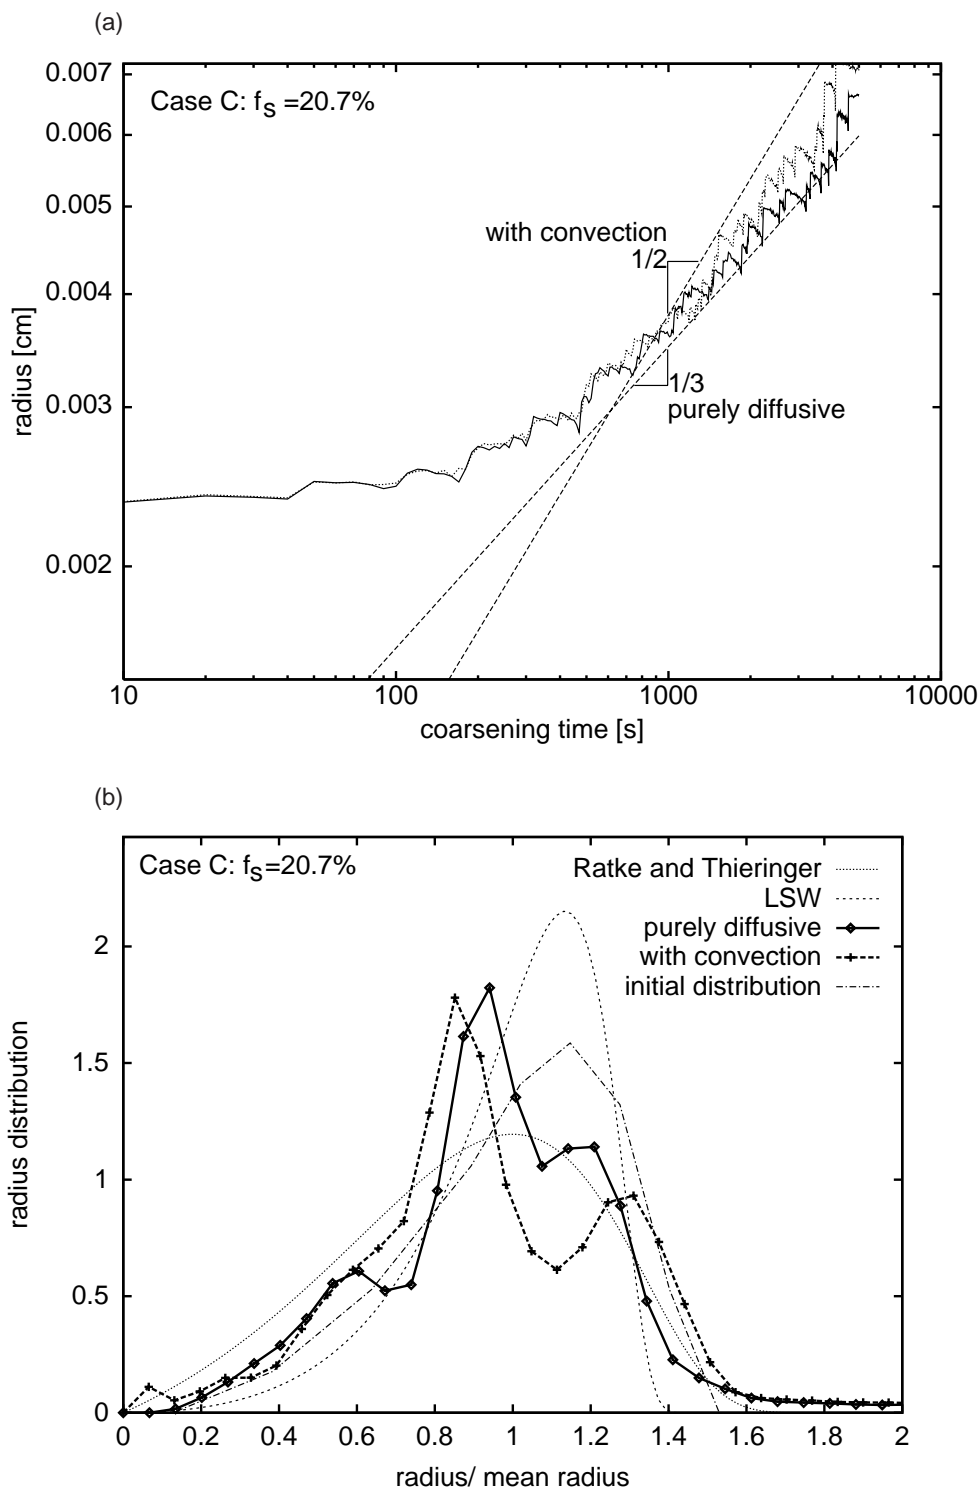 (a)
0.007
0.006
0.005
0.004
0.003
0.002
radius [cm]
Case C: fS =20.7%
with convection
1/2
1/3
purely diffusive
10
100
1000
10000
coarsening time [s]
(b)
Case C: fS=20.7%
Ratke and Thieringer
LSW
purely diffusive
with convection
initial distribution
2
1.5
1
0.5
0
radius distribution
0
0.2
0.4
0.6
0.8
1
1.2
1.4
1.6
1.8
2
radius/ mean radius